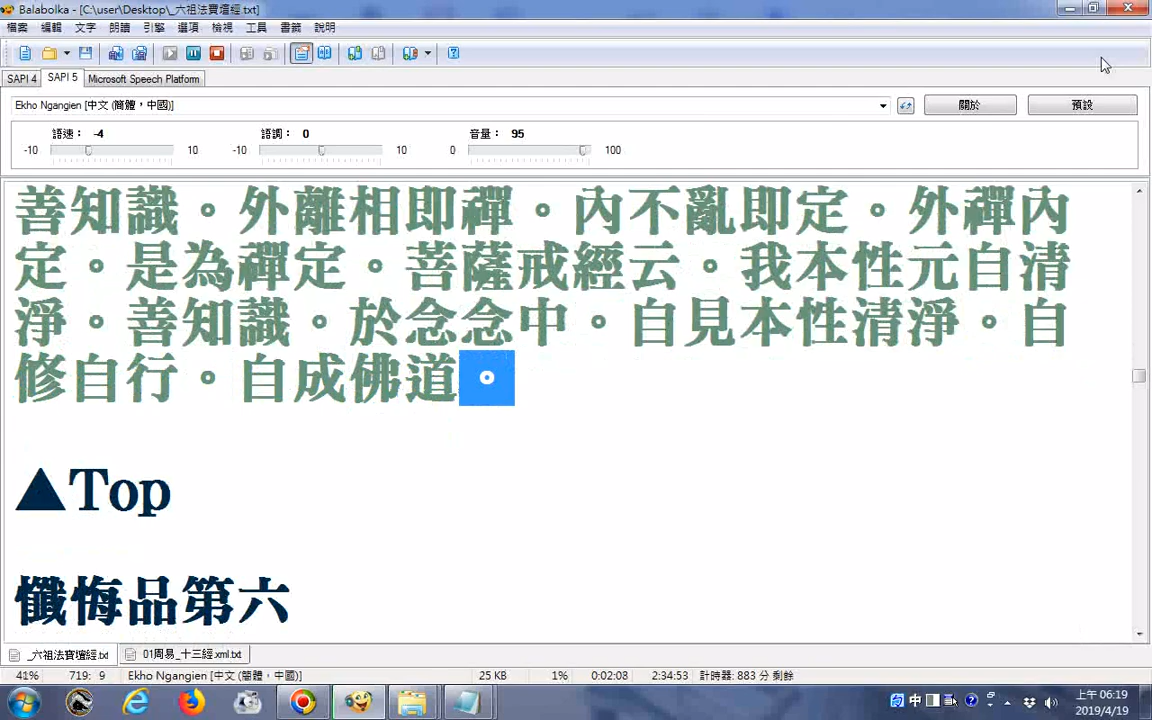 Balabolka - [C:\user\Desktop\_六祖法寶壇經.txt]
檔案 編輯 文字 朗讀 引擎 選項 檢視 工具 書籤 說明
SAPI 4 SAPI 5 Microsoft Speech Platform
Ekho Ngangien [中文 (簡體，中國)] 關於 預設
語速： -4 語調： 0 音量： 95
-10 10 -10 10 0 100
善知識。外離相即禪。內不亂即定。外禪內
定。是為禪定。菩薩戒經云。我本性元自清
淨。善知識。於念念中。自見本性清淨。自
修自行。自成佛道。
▲Top
懺悔品第六
_六祖法寶壇經.txt 01周易_十三經.xml.txt
41% 719: 9 Ekho Ngangien [中文 (簡體，中國)] 25 KB 1% 0:02:08 2:34:53 計時器： 883 分 剩餘
中 上午 06:19
2019/4/19